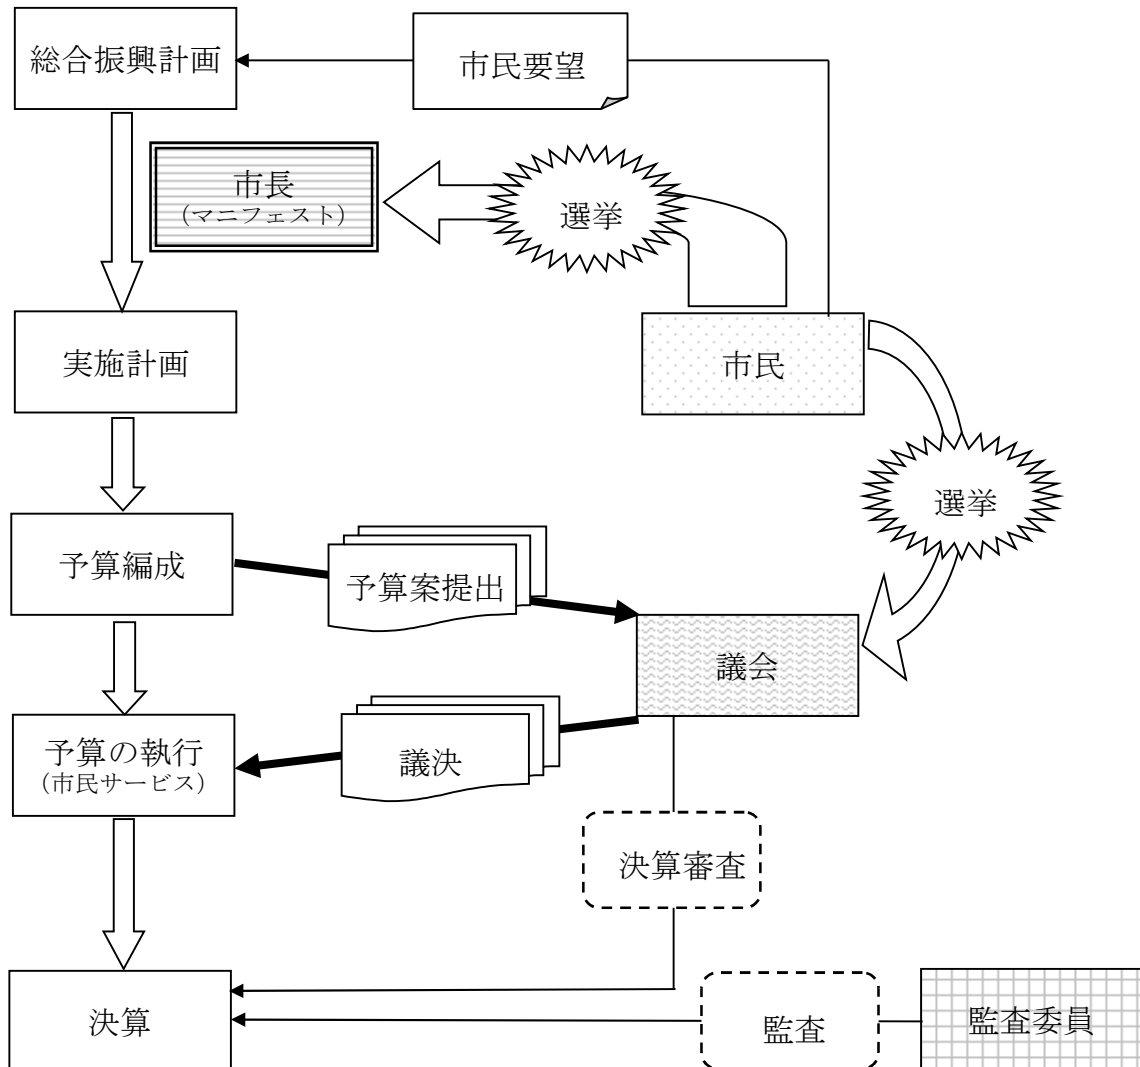 総合振興計画
市民要望
市長
（マニフェスト）
選挙
実施計画
市民
選挙
予算編成
予算案提出
議会
予算の執行
（市民サービス）
議決
決算審査
決算
監査
監査委員